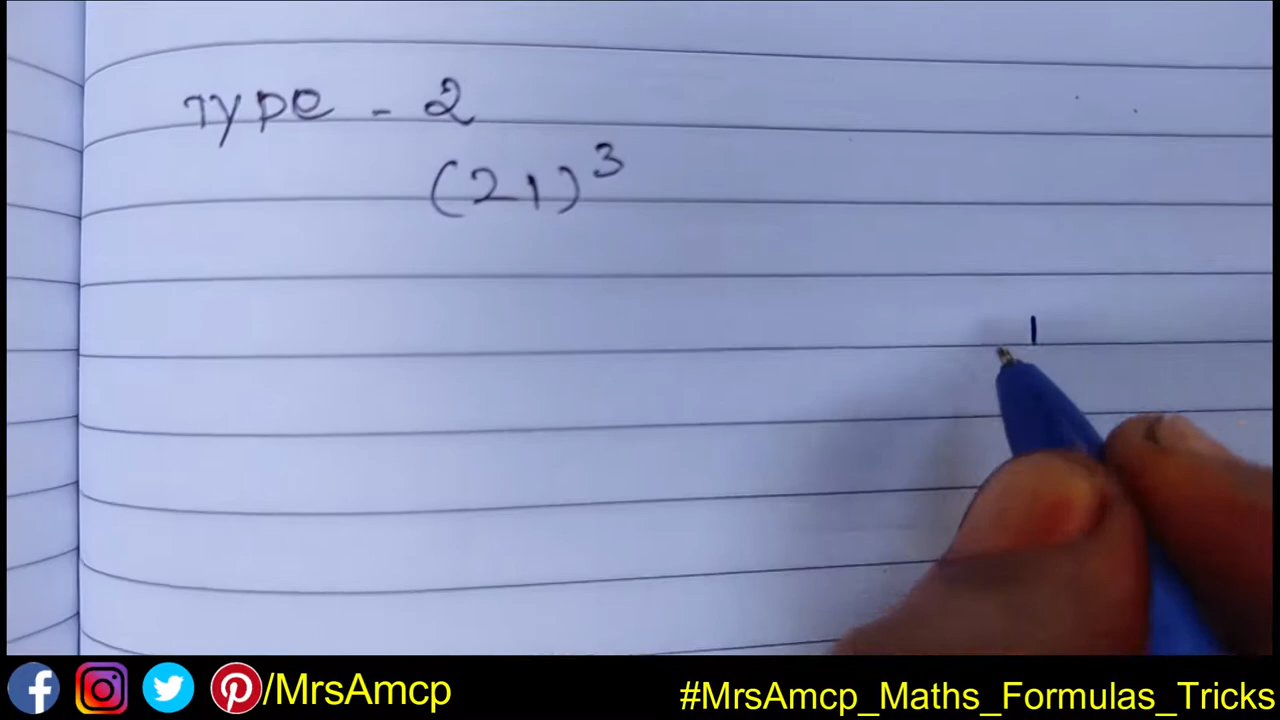 Type - 2
(21)³
1
/MrsAmcp
#MrsAmcp_Maths_Formulas_Tricks